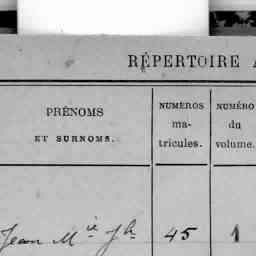 RÉPERTOIRE A
PRÉNOMS
ET SURNOMS.
NUMÉROS
ma-
tricules.
NUMÉRO
du
volume.
Jean Mie Jh 45 1